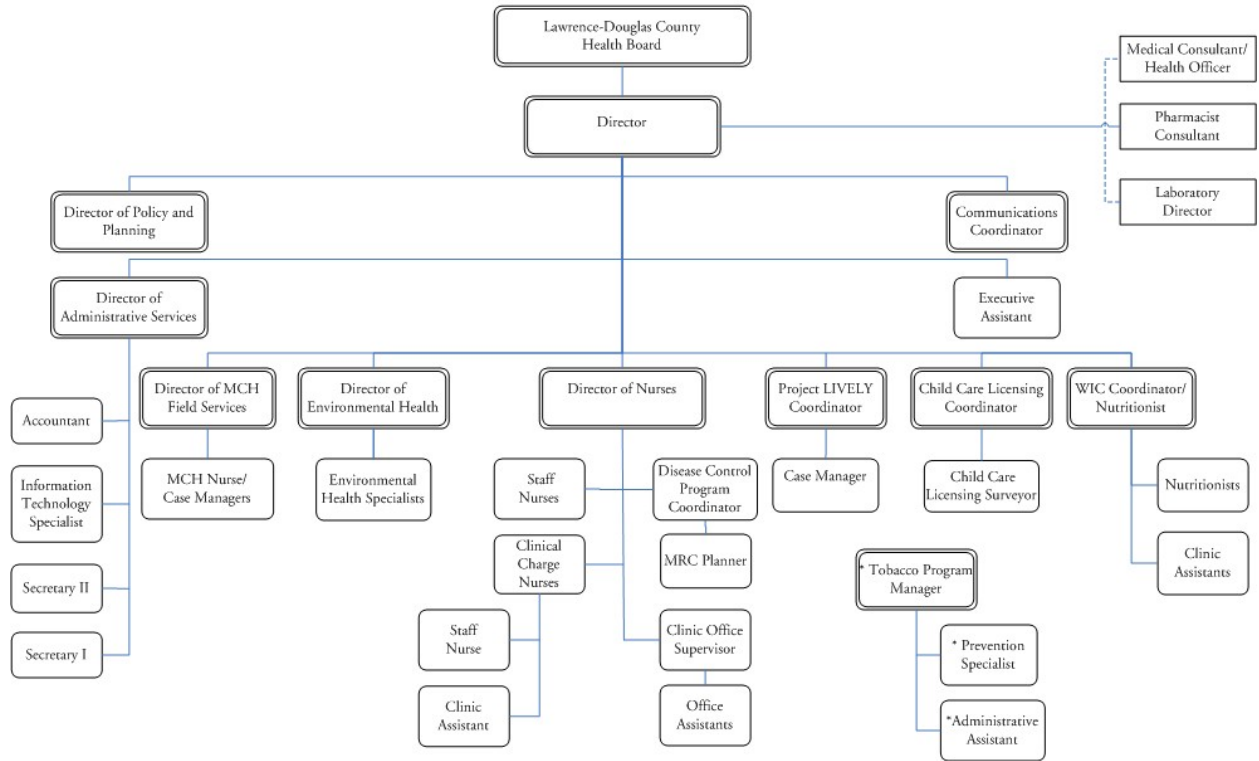 Lawrence-Douglas County
Health Board
Medical Consultant/
Health Officer
Director
Pharmacist
Consultant
Laboratory
Director
Director of Policy and
Planning
Communications
Coordinator
Director of
Administrative Services
Executive
Assistant
Director of MCH
Field Services
Director of
Environmental Health
Director of Nurses
Project LIVELY
Coordinator
Child Care Licensing
Coordinator
WIC Coordinator/
Nutritionist
Accountant
Information
Technology
Specialist
Secretary II
Secretary I
MCH Nurse/
Case Managers
Environmental
Health Specialists
Staff
Nurses
Disease Control
Program
Coordinator
Clinical
Charge
Nurses
MRC Planner
Staff
Nurse
Clinic Office
Supervisor
Clinic
Assistant
Office
Assistants
Case Manager
Child Care
Licensing Surveyor
Nutritionists
Clinic
Assistants
* Tobacco Program
Manager
* Prevention
Specialist
*Administrative
Assistant